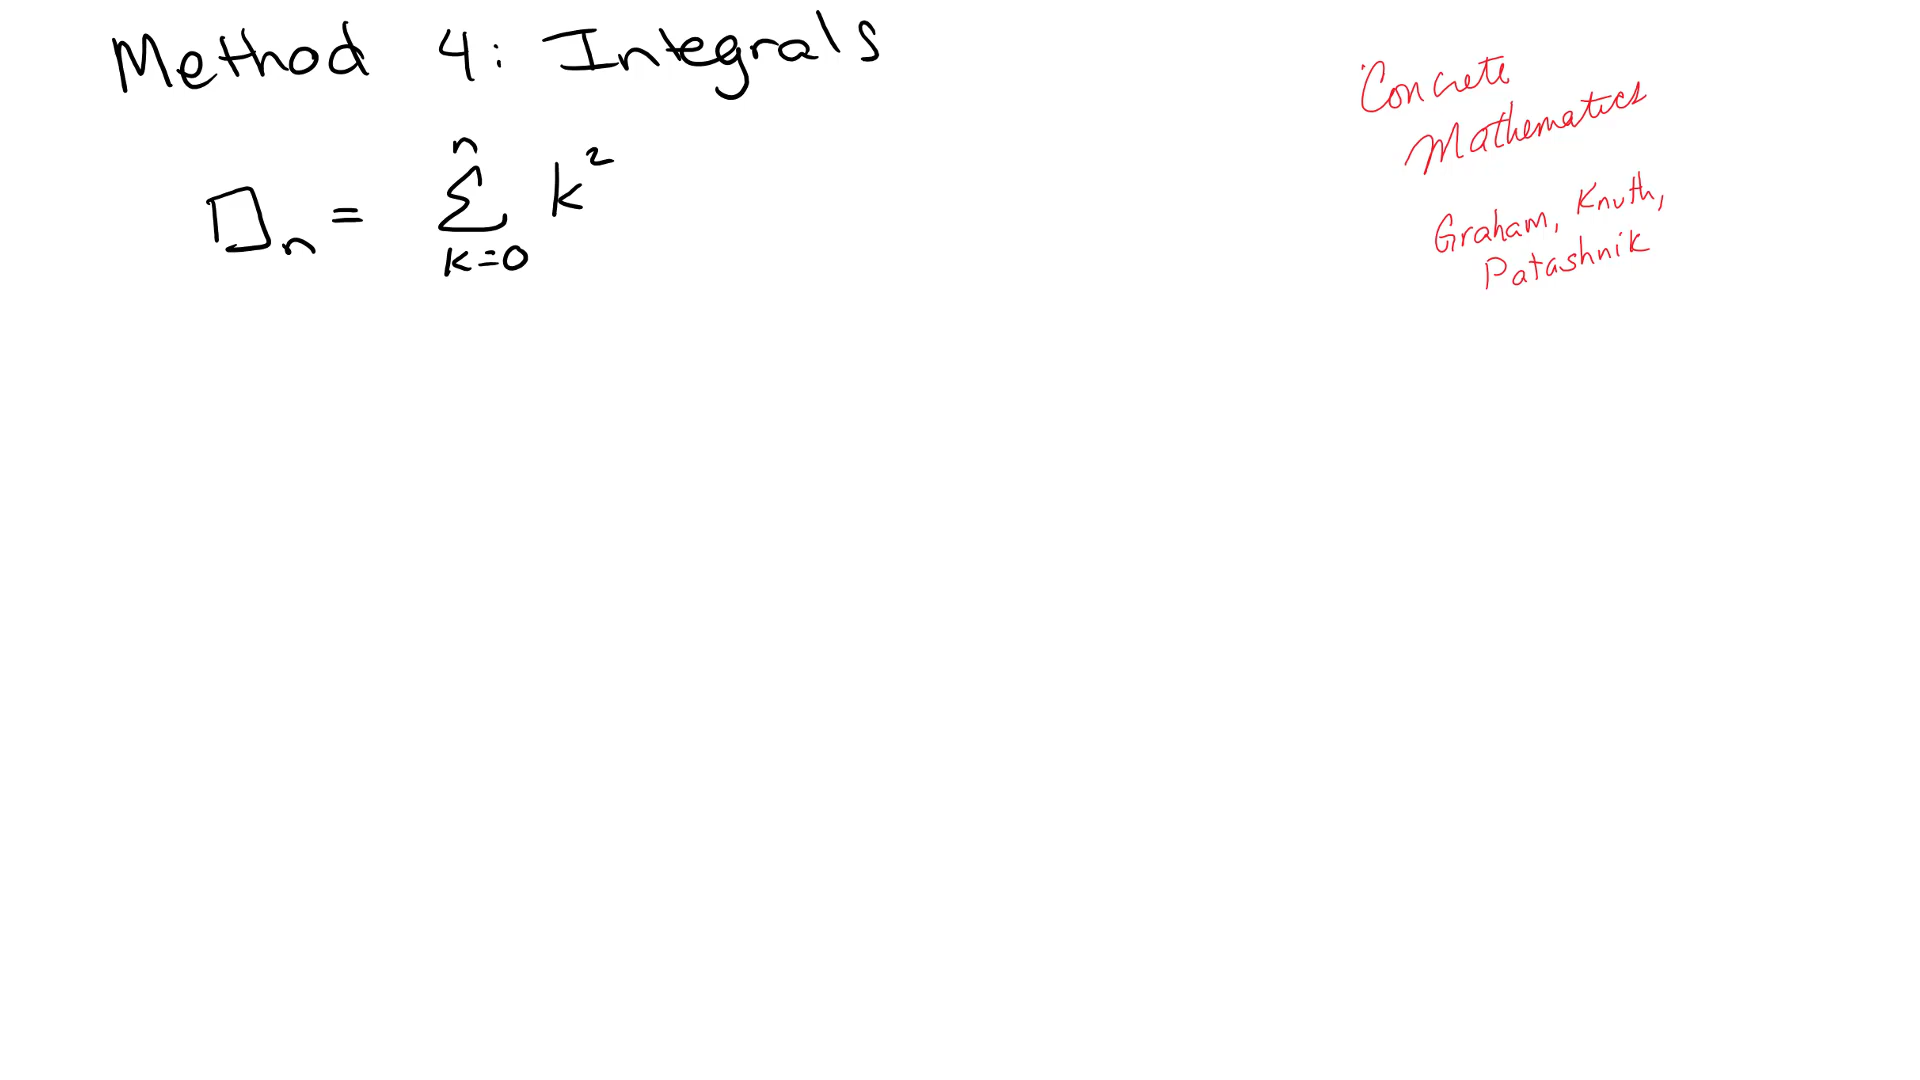 Method 4: Integrals
□ₙ = ∑ₖ₌₀ⁿ k²
Concrete
Mathematics
Graham, Knuth,
Patashnik